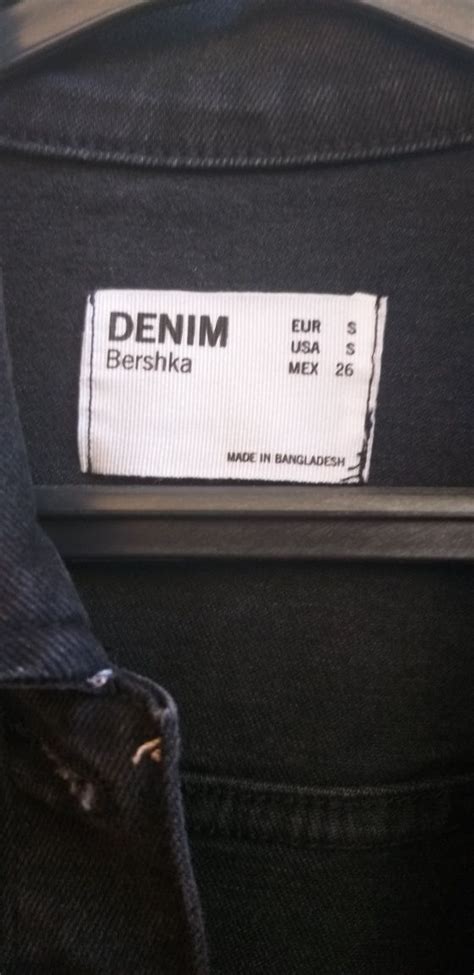 DENIM
Bershka
EUR S
USA S
MEX 26
MADE IN BANGLADESH